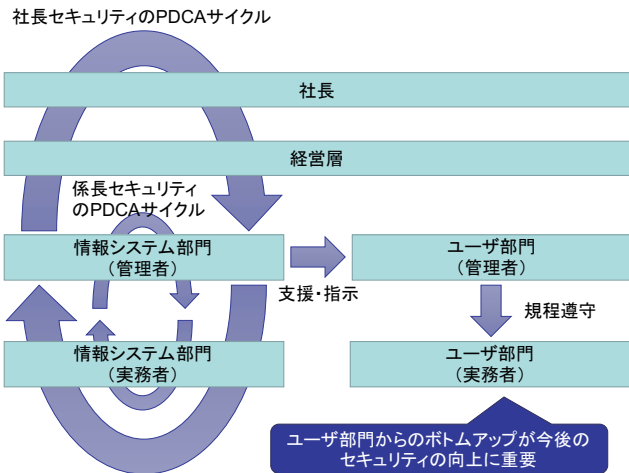 社長セキュリティのPDCAサイクル
社長
経営層
係長セキュリティ
のPDCAサイクル
情報システム部門
（管理者）
支援・指示
ユーザ部門
（管理者）
規程遵守
情報システム部門
（実務者）
ユーザ部門
（実務者）
ユーザ部門からのボトムアップが今後の
セキュリティの向上に重要